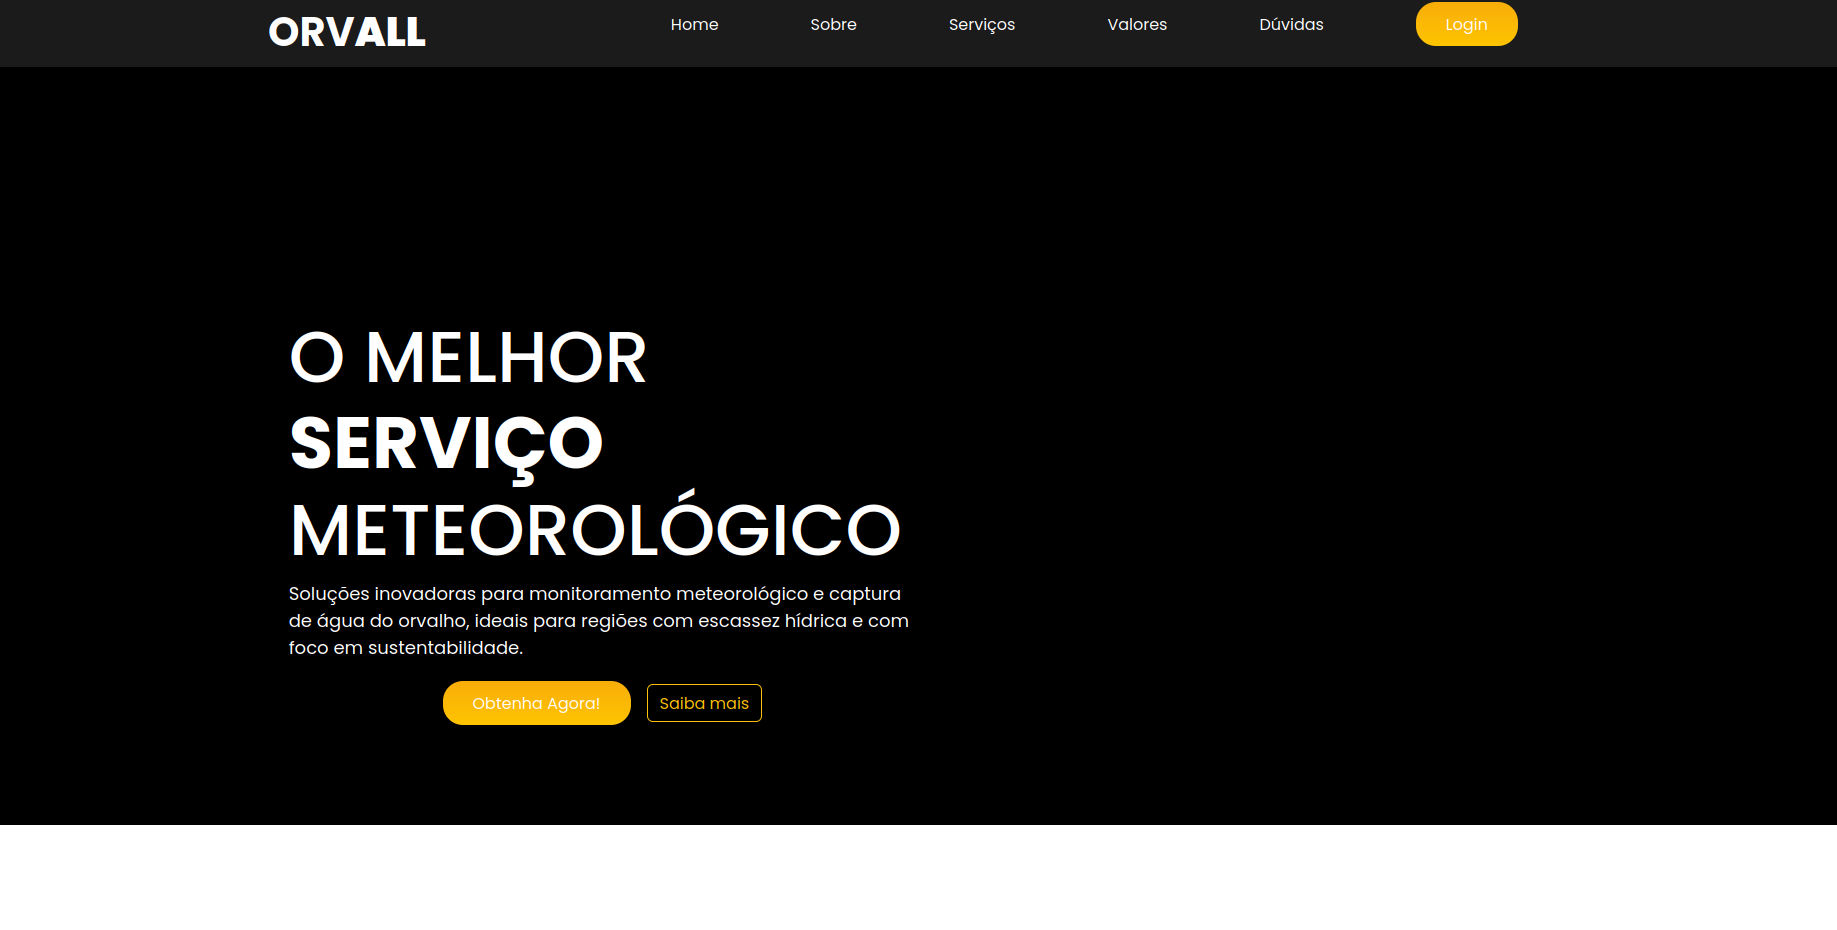 ORVALL
Home
Sobre
Serviços
Valores
Dúvidas
Login
O MELHOR
SERVIÇO
METEOROLÓGICO
Soluções inovadoras para monitoramento meteorológico e captura
de água do orvalho, ideais para regiões com escassez hídrica e com
foco em sustentabilidade.
Obtenha Agora!
Saiba mais